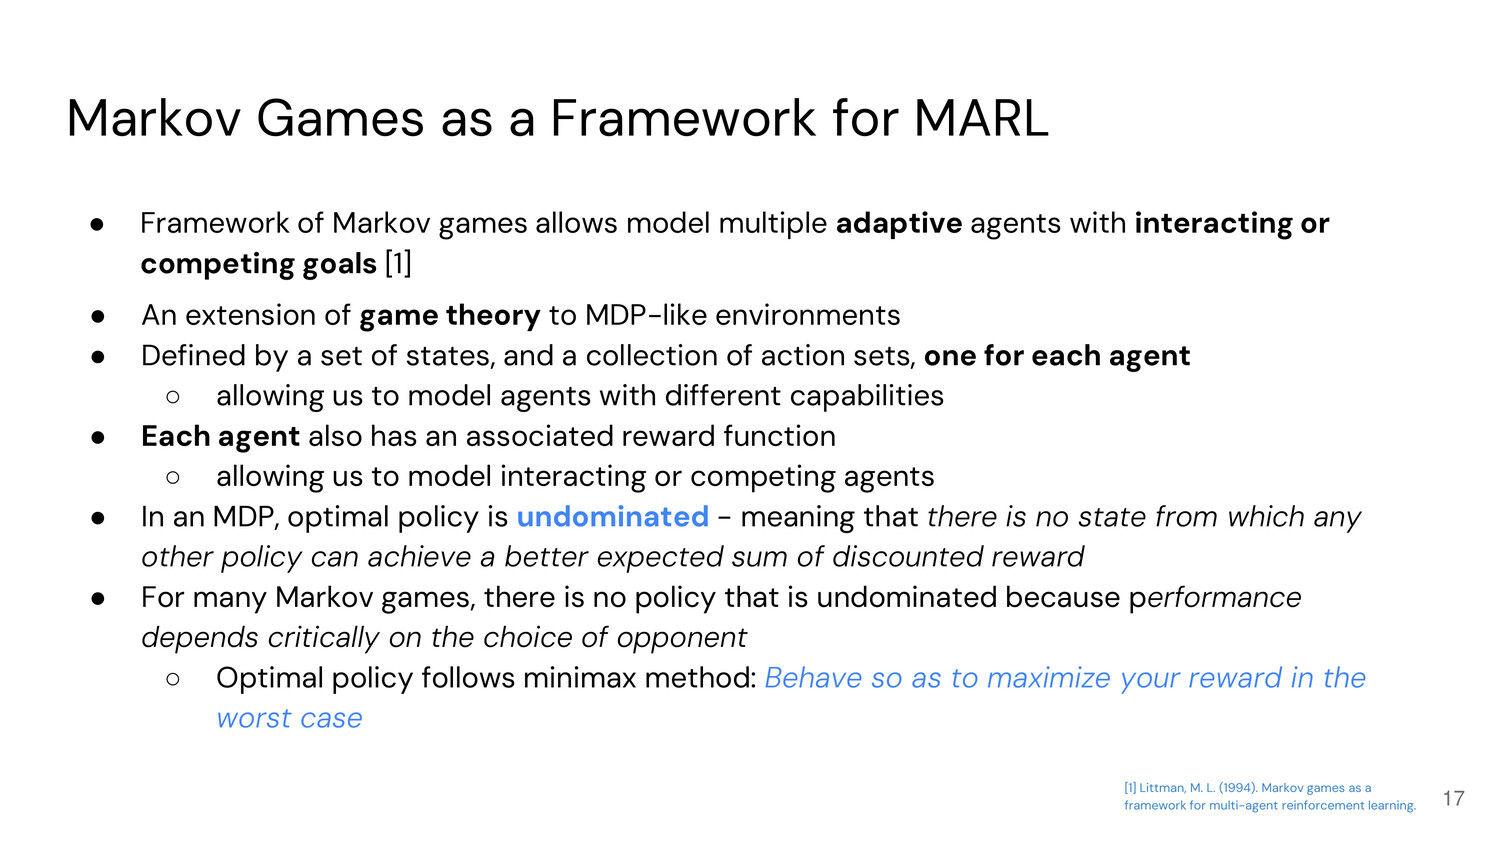 Markov Games as a Framework for MARL
● Framework of Markov games allows model multiple adaptive agents with interacting or
competing goals [1]
● An extension of game theory to MDP-like environments
● Defined by a set of states, and a collection of action sets, one for each agent
○ allowing us to model agents with different capabilities
● Each agent also has an associated reward function
○ allowing us to model interacting or competing agents
● In an MDP, optimal policy is undominated - meaning that there is no state from which any
other policy can achieve a better expected sum of discounted reward
● For many Markov games, there is no policy that is undominated because performance
depends critically on the choice of opponent
○ Optimal policy follows minimax method: Behave so as to maximize your reward in the
worst case
[1] Littman, M. L. (1994). Markov games as a
framework for multi-agent reinforcement learning.
17